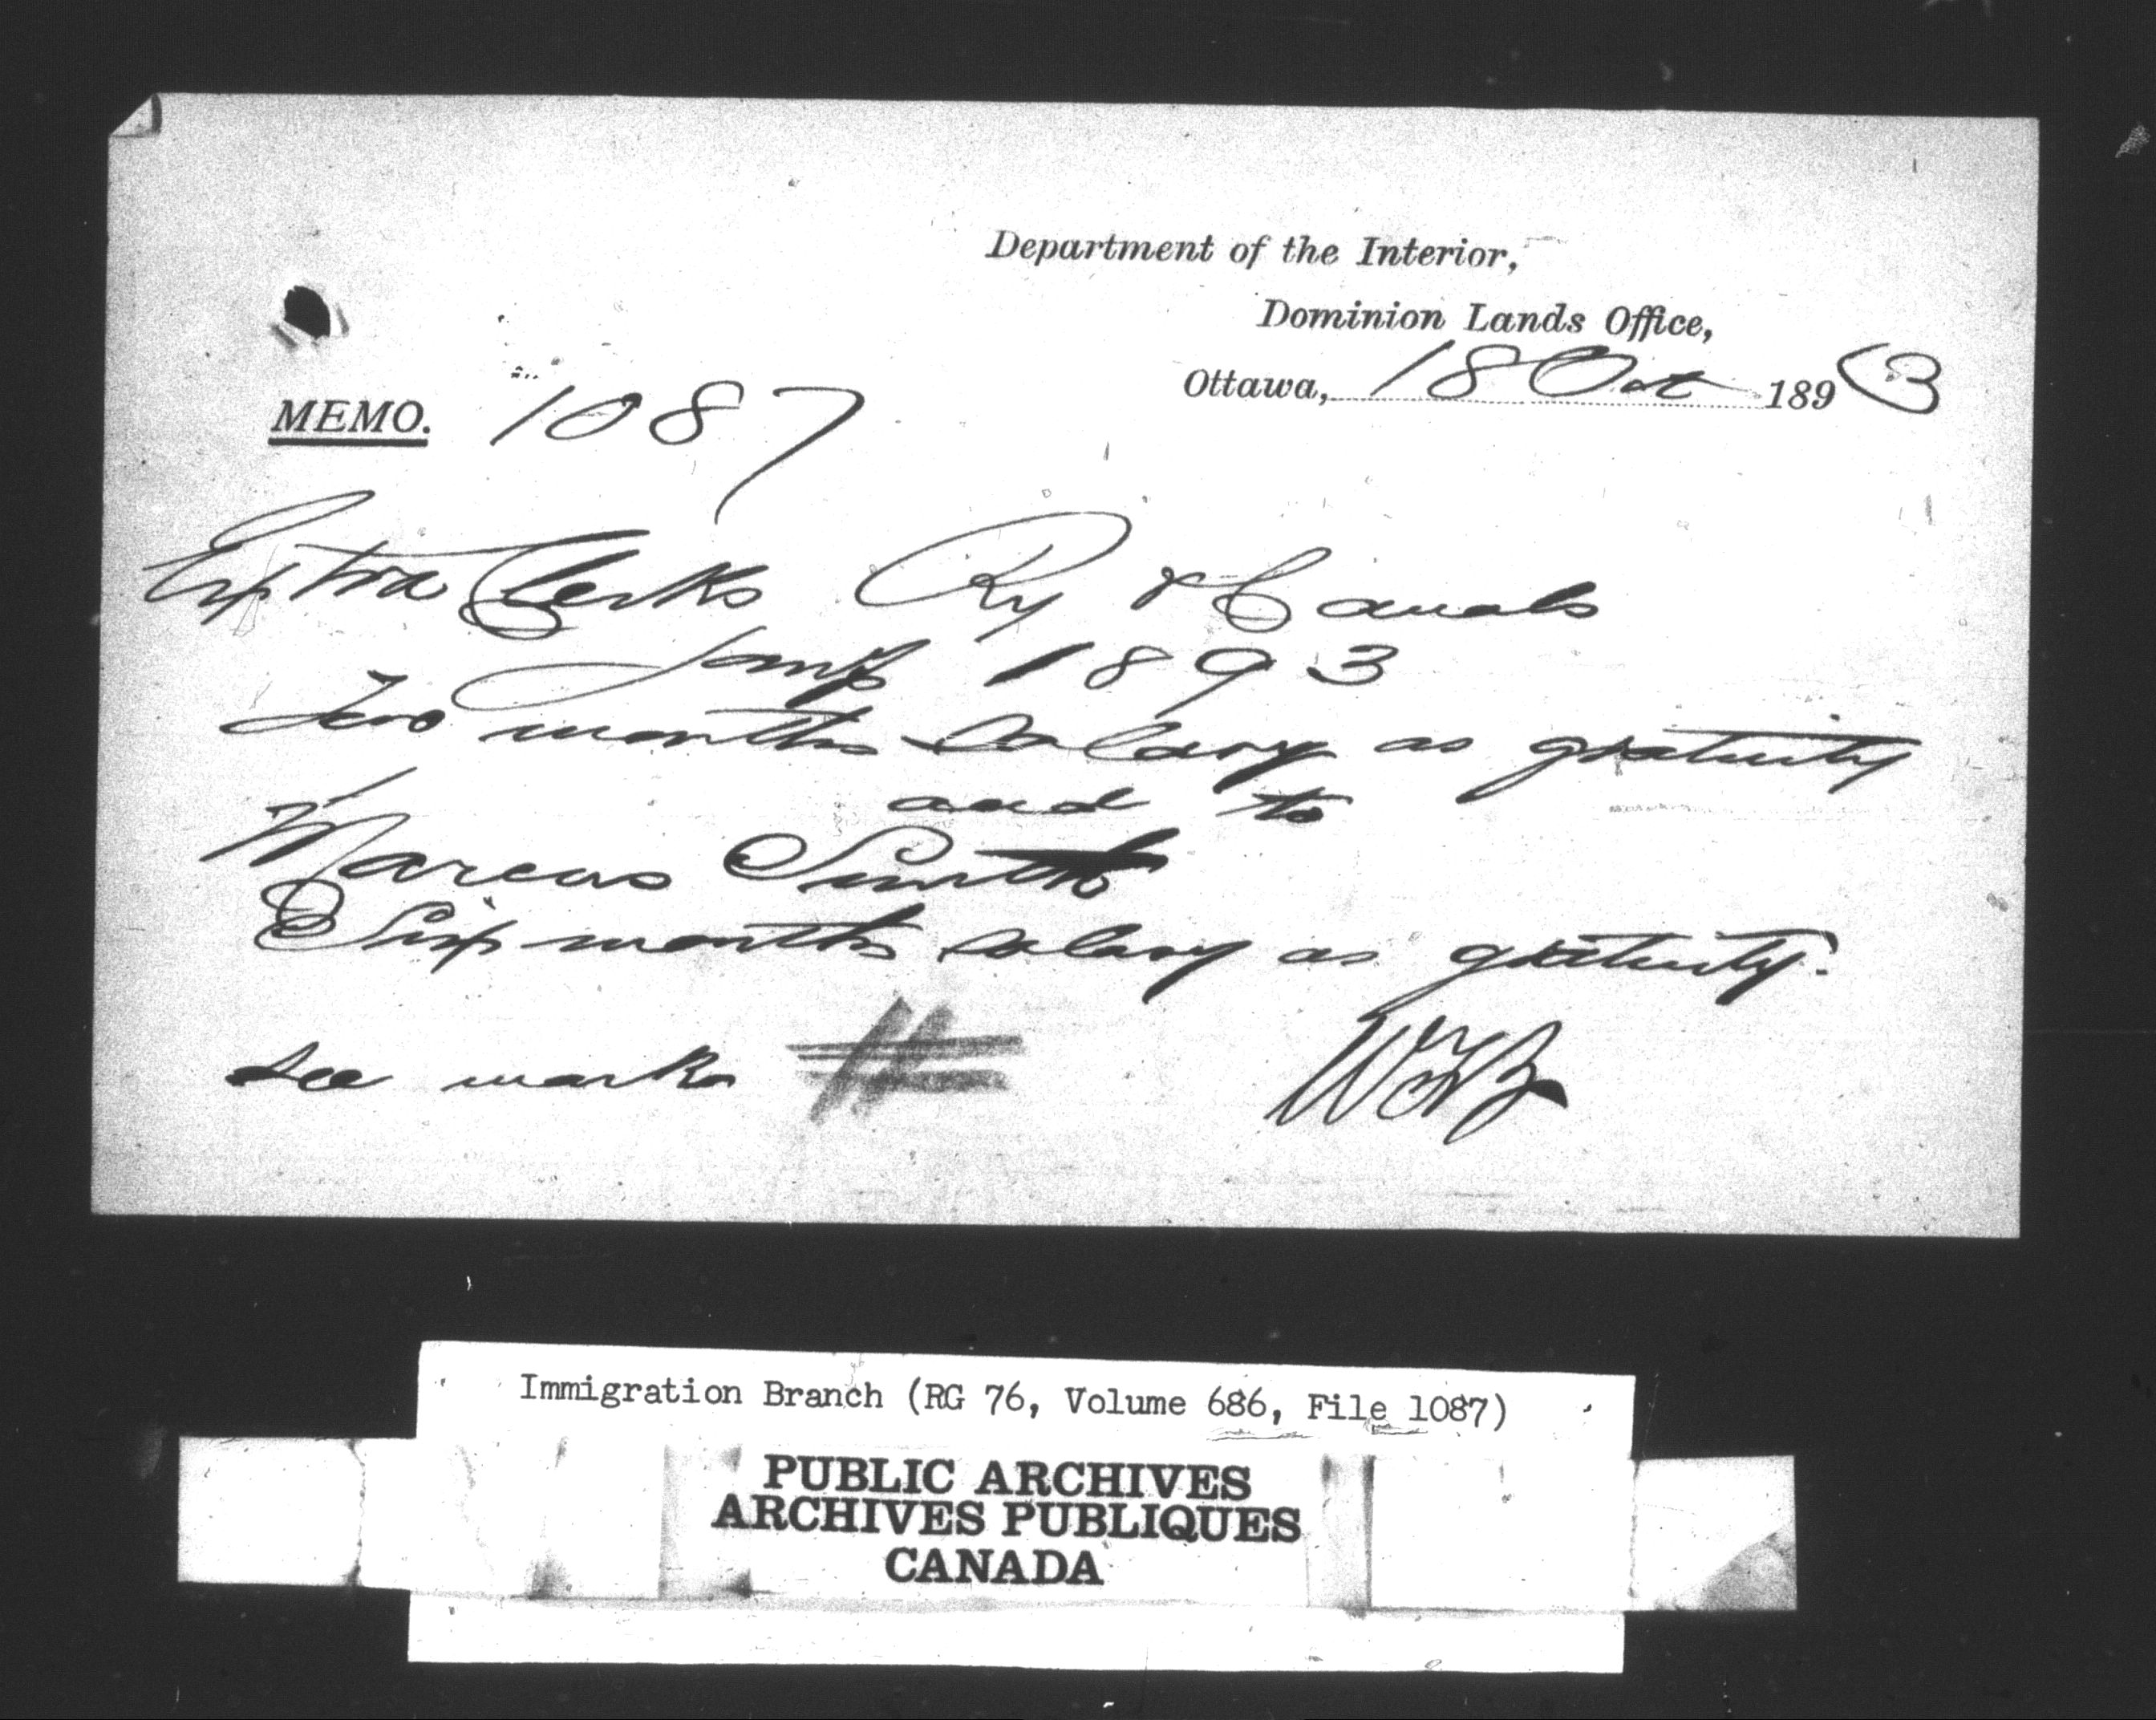 Department of the Interior,
Dominion Lands Office,
Ottawa, 18 Oct 1893
MEMO. 1087
Extra Clerks Ry & Canals
1893
Two months salary as gratuity
and to
Marcus Smith
Six months salary as gratuity.
see marks
Immigration Branch (RG 76, Volume 686, File 1087)
PUBLIC ARCHIVES
ARCHIVES PUBLIQUES
CANADA